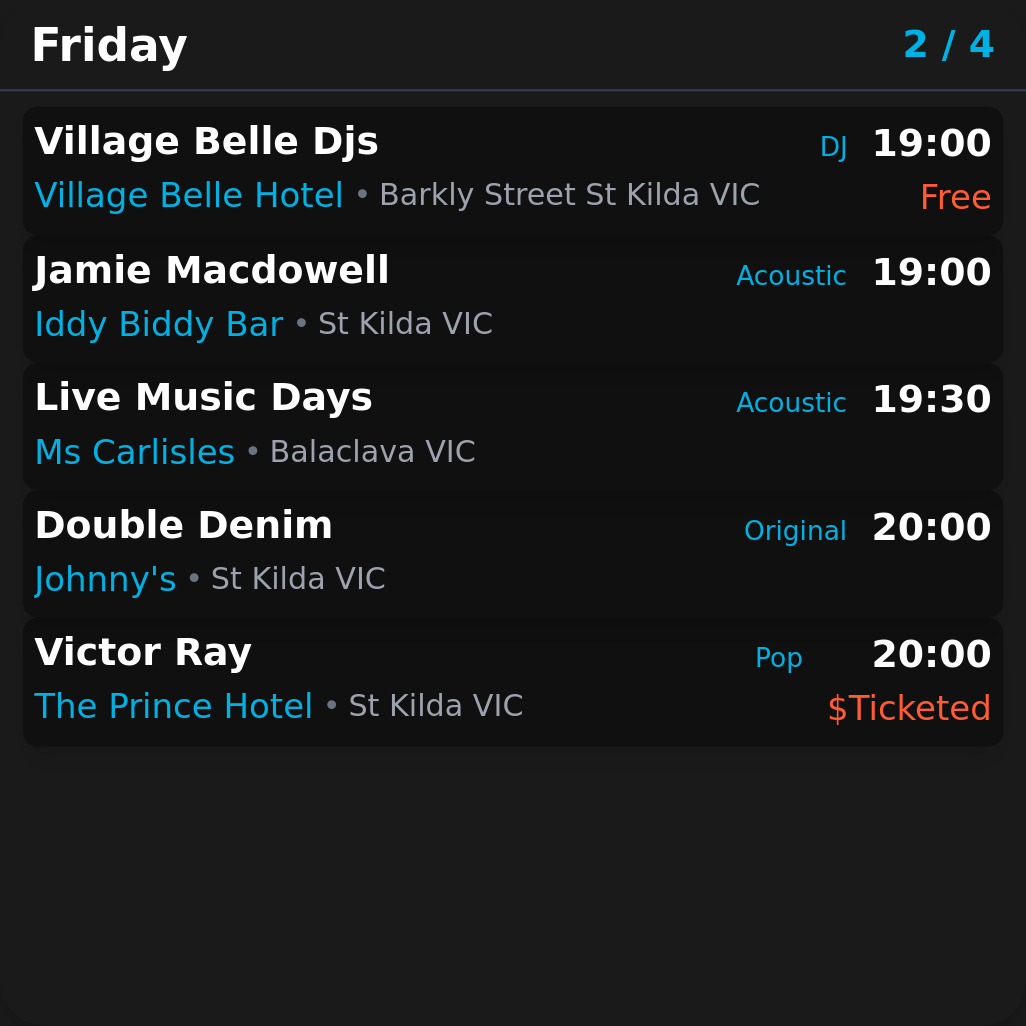 Friday 2 / 4
Village Belle Djs DJ 19:00
Village Belle Hotel • Barkly Street St Kilda VIC Free
Jamie Macdowell Acoustic 19:00
Iddy Biddy Bar • St Kilda VIC
Live Music Days Acoustic 19:30
Ms Carlisles • Balaclava VIC
Double Denim Original 20:00
Johnny's • St Kilda VIC
Victor Ray Pop 20:00
The Prince Hotel • St Kilda VIC $Ticketed